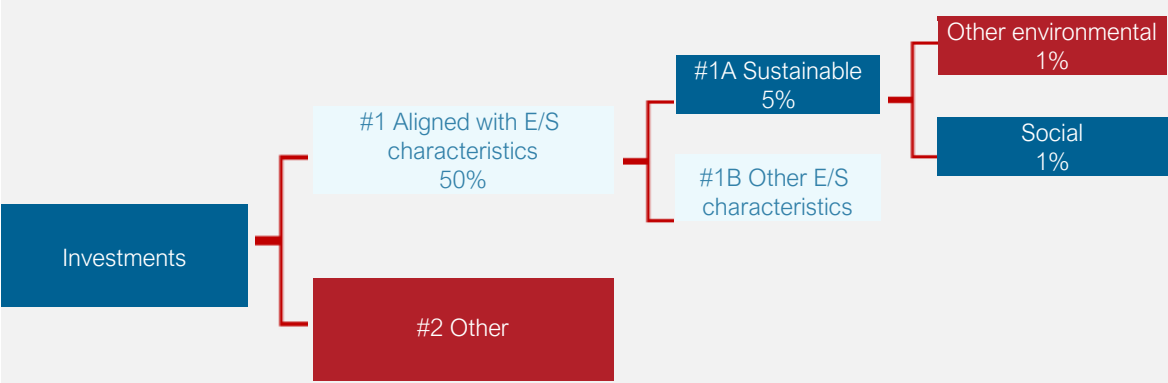 Investments
#1 Aligned with E/S
characteristics
50%
#2 Other
#1A Sustainable
5%
#1B Other E/S
characteristics
Other environmental
1%
Social
1%